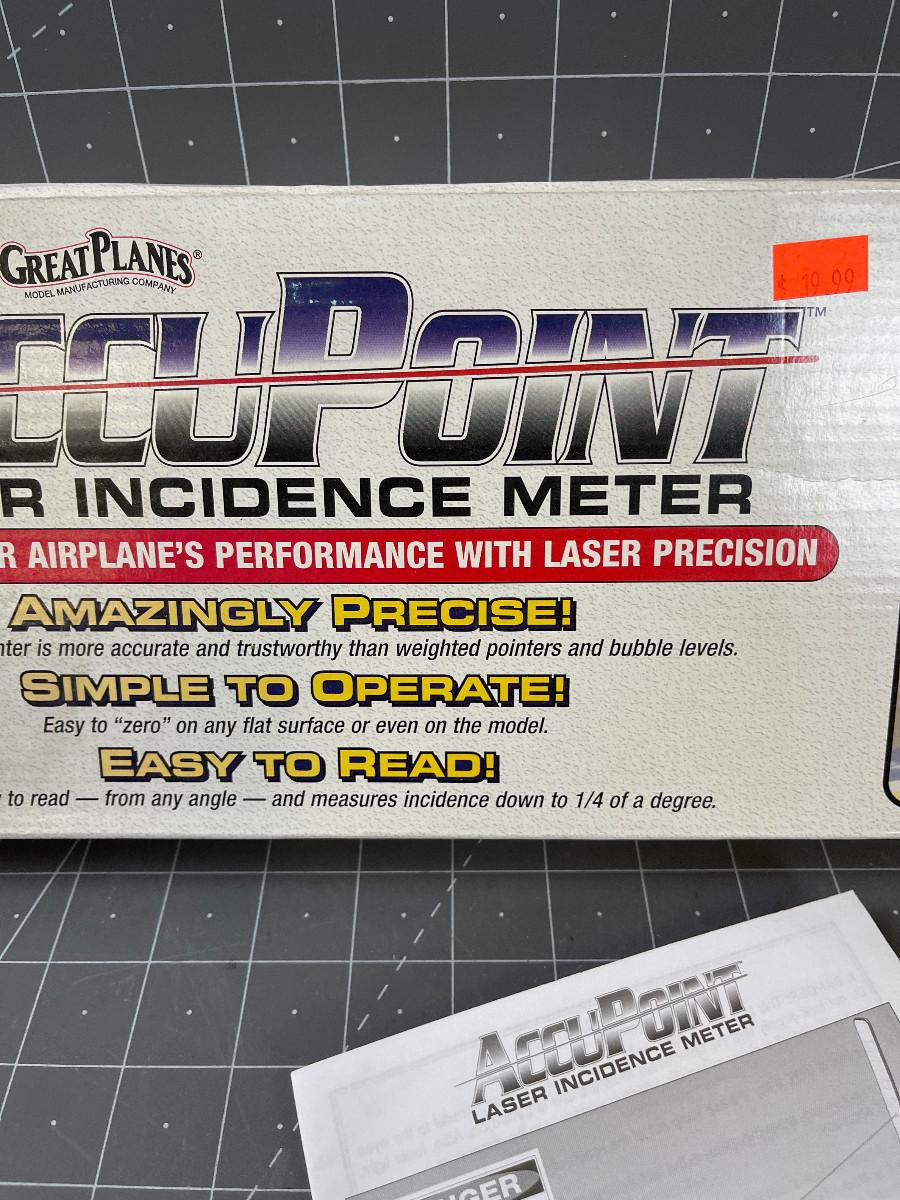 GREAT PLANES®
MODEL MANUFACTURING COMPANY
$ 19.99
CCUPOINT™
R INCIDENCE METER
R AIRPLANE'S PERFORMANCE WITH LASER PRECISION
AMAZINGLY PRECISE!
nter is more accurate and trustworthy than weighted pointers and bubble levels.
SIMPLE TO OPERATE!
Easy to “zero” on any flat surface or even on the model.
EASY TO READ!
to read — from any angle — and measures incidence down to 1/4 of a degree.
ACCUPOINT
LASER INCIDENCE METER
NGER